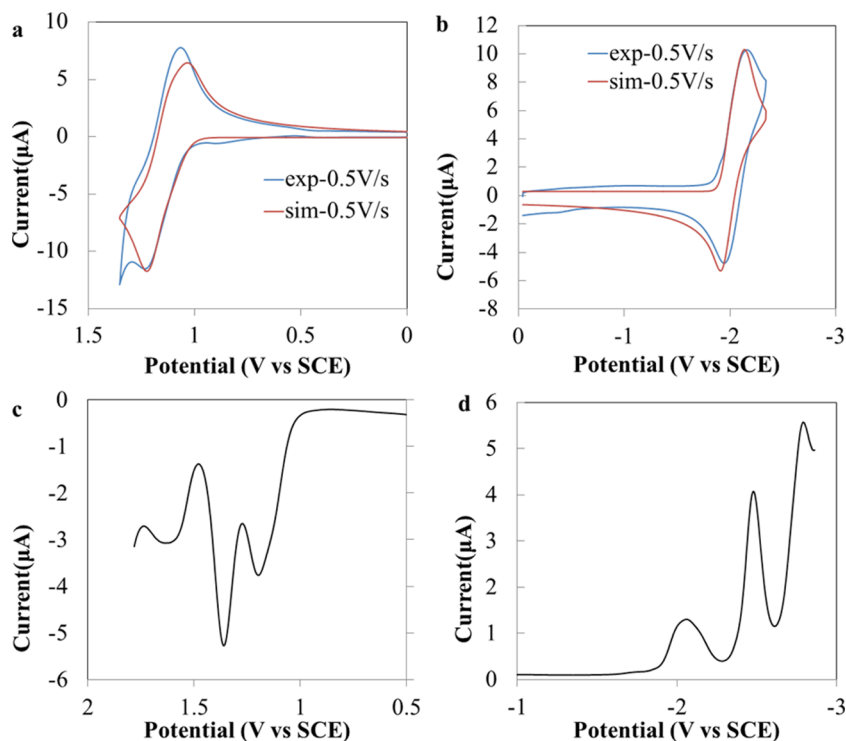 a
10
5
0
-5
-10
-15
Current(µA)
exp-0.5V/s
sim-0.5V/s
1.5
1
0.5
0
Potential (V vs SCE)
b
12
10
8
6
4
2
0
-2
-4
-6
-8
Current(µA)
exp-0.5V/s
sim-0.5V/s
0
-1
-2
-3
Potential (V vs SCE)
c
0
-1
-2
-3
-4
-5
-6
Current(µA)
2
1.5
1
0.5
Potential (V vs SCE)
d
6
5
4
3
2
1
0
Current(µA)
-1
-2
-3
Potential (V vs SCE)